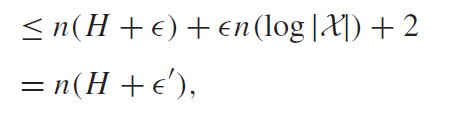 ≤ n(H + ϵ) + ϵn(log |𝒳|) + 2
= n(H + ϵ′),